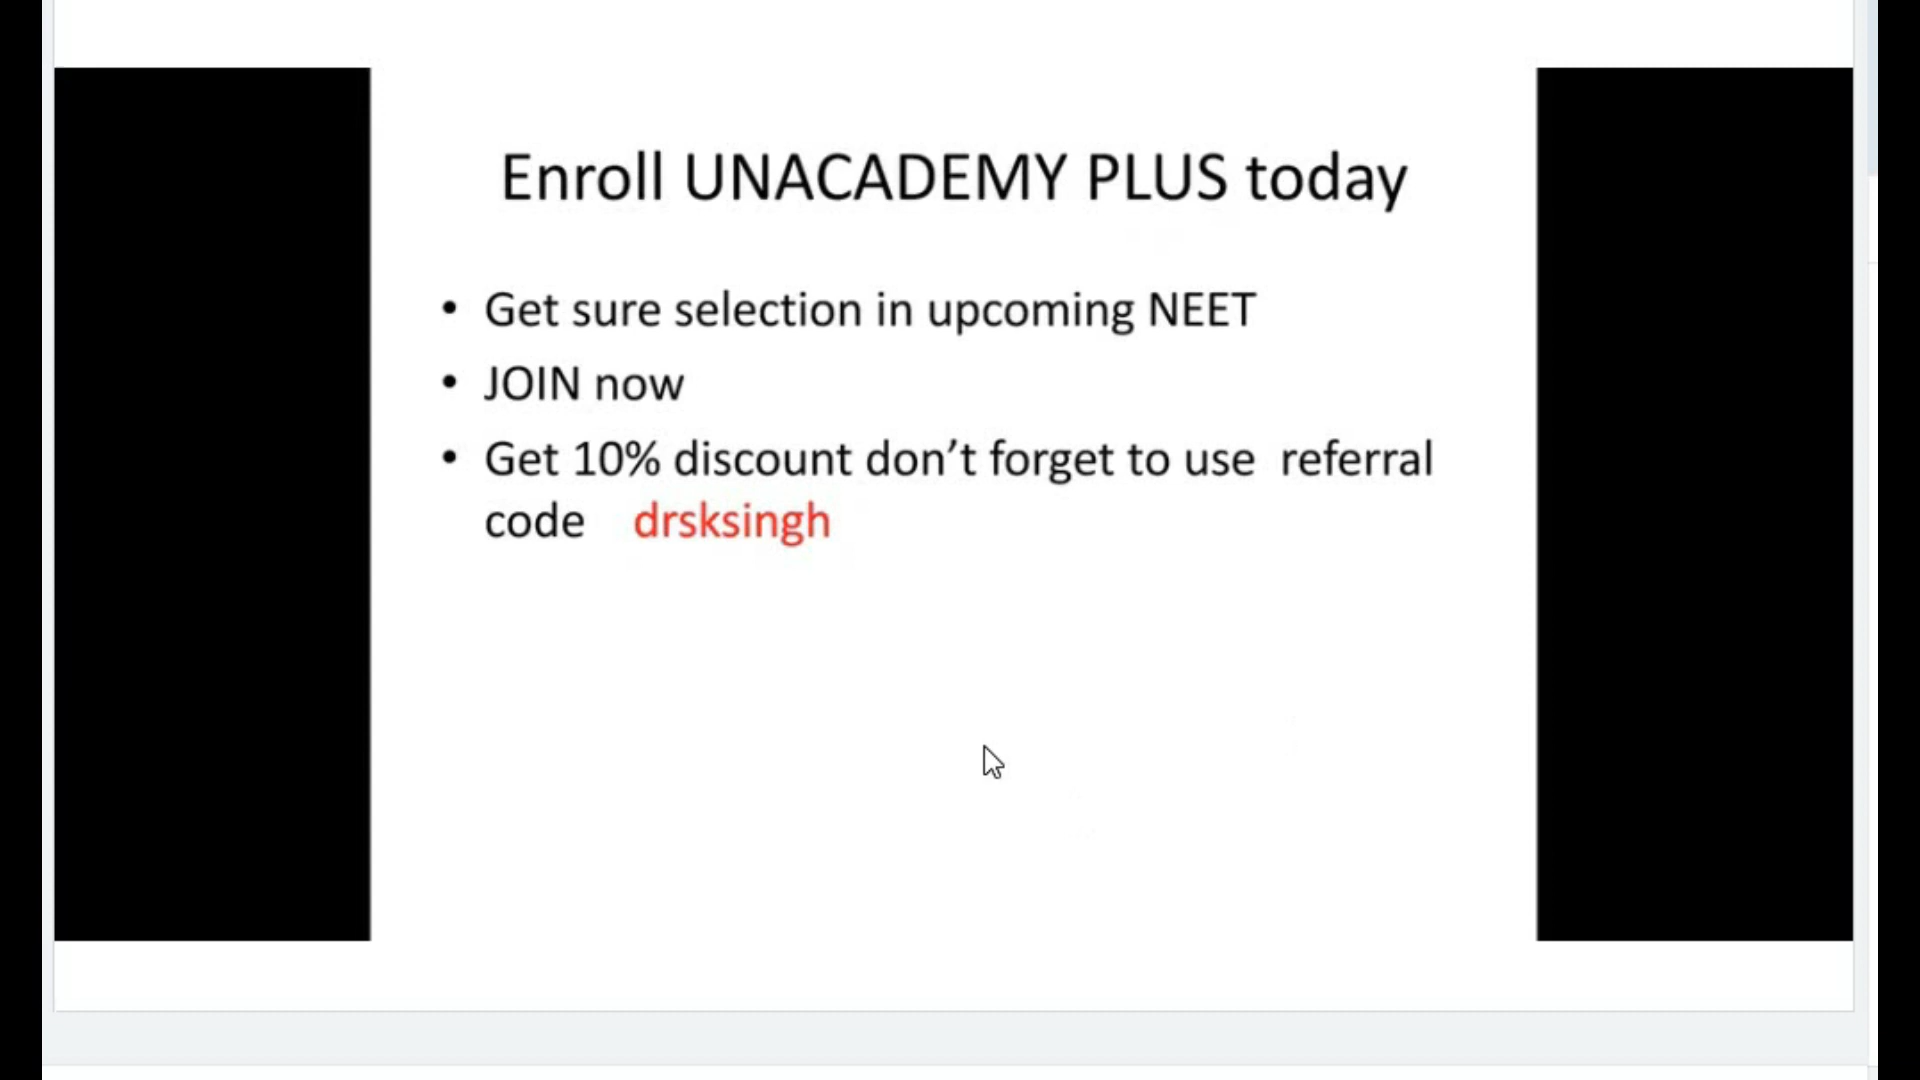 Enroll UNACADEMY PLUS today
• Get sure selection in upcoming NEET
• JOIN now
• Get 10% discount don’t forget to use referral
code drsksingh